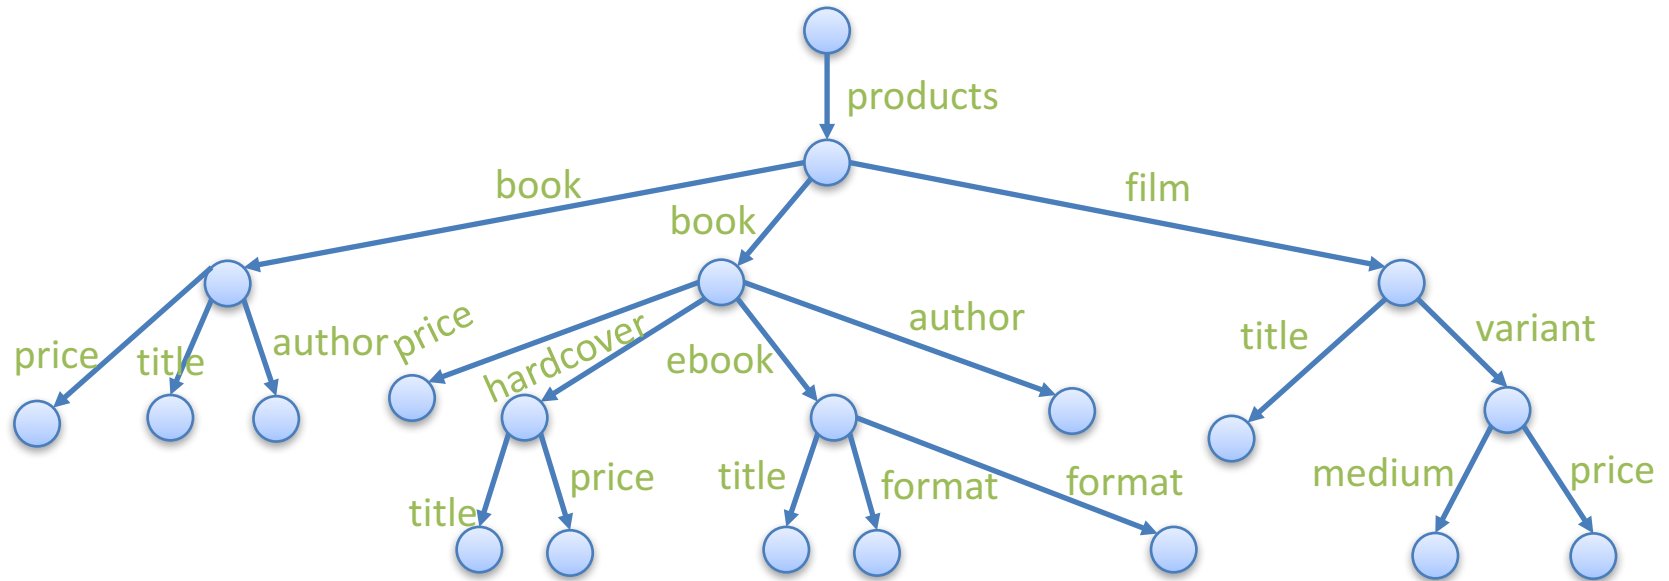 products
book
book
film
price
title
author
price
hardcover
ebook
author
title
variant
title
price
title
format
format
medium
price